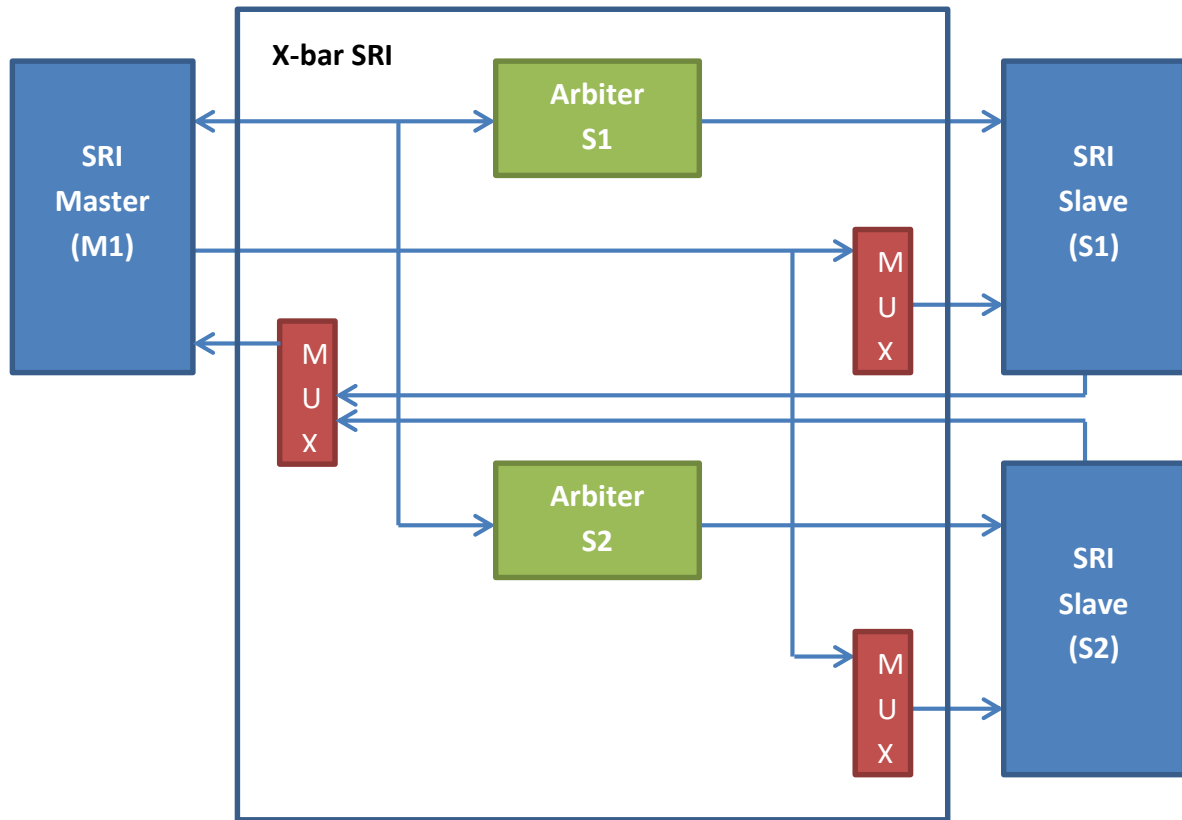 X-bar SRI
Arbiter
S1
SRI
Master
(M1)
SRI
Slave
(S1)
M
U
X
M
U
X
Arbiter
S2
SRI
Slave
(S2)
M
U
X